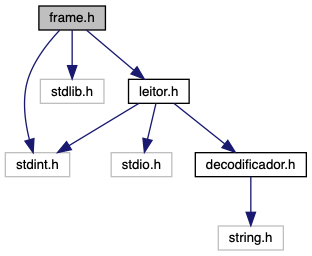 frame.h
stdlib.h
leitor.h
stdint.h
stdio.h
decodificador.h
string.h